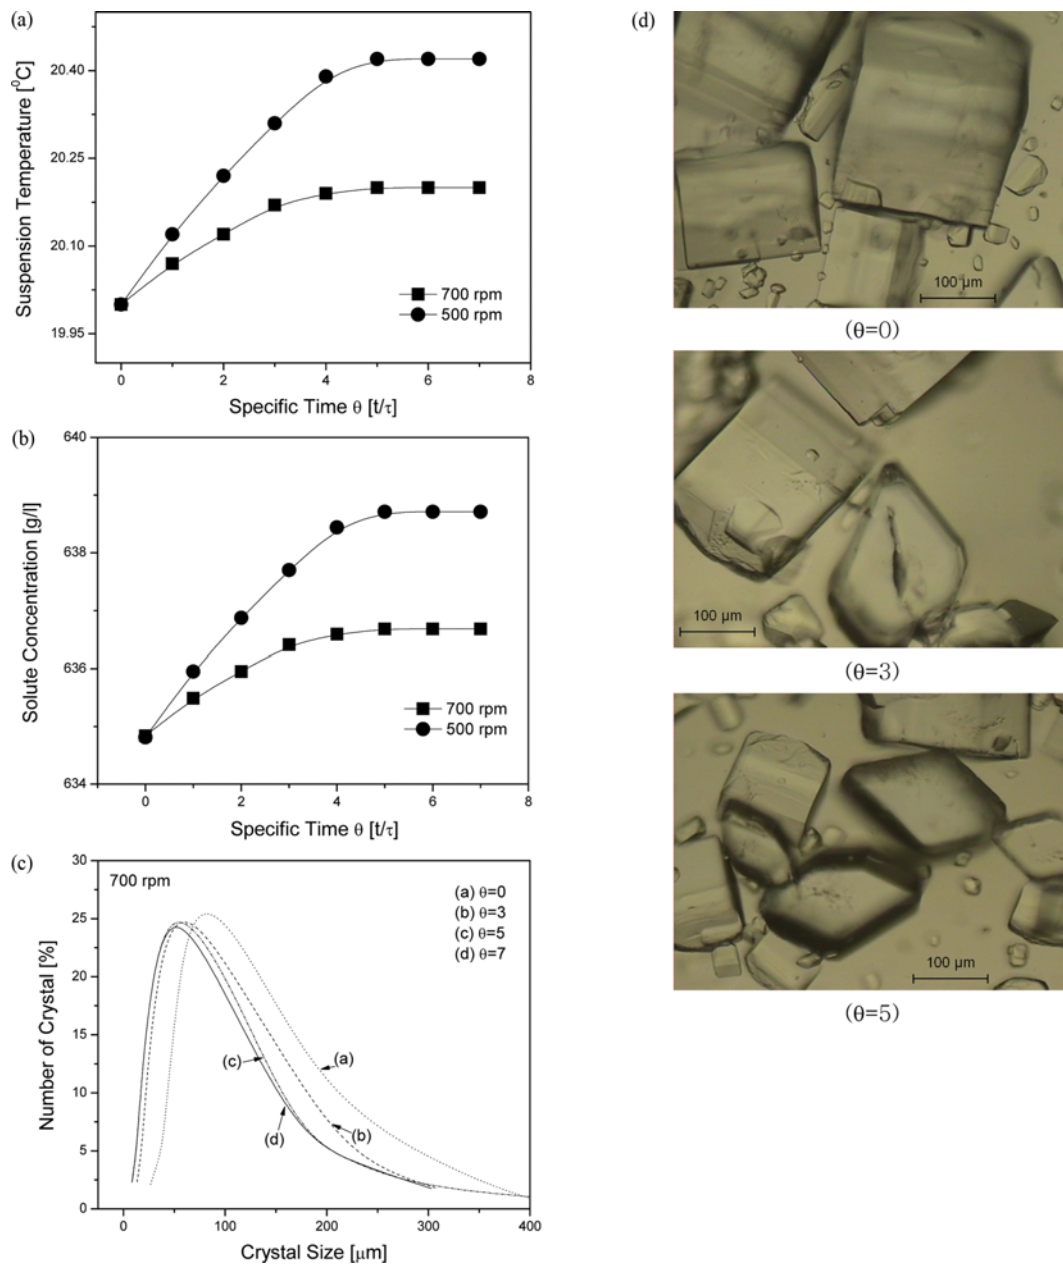 (a)
Suspension Temperature [⁰C]
20.40
20.25
20.10
19.95
700 rpm
500 rpm
0 2 4 6 8
Specific Time θ [t/τ]
(b)
Solute Concentration [g/l]
640
638
636
634
700 rpm
500 rpm
0 2 4 6 8
Specific Time θ [t/τ]
(c)
Number of Crystal [%]
30
25
20
15
10
5
0
700 rpm
(a) θ=0
(b) θ=3
(c) θ=5
(d) θ=7
(a)
(c)
(b)
(d)
0 100 200 300 400
Crystal Size [μm]
(d)
100 μm
(θ=0)
100 μm
(θ=3)
100 μm
(θ=5)